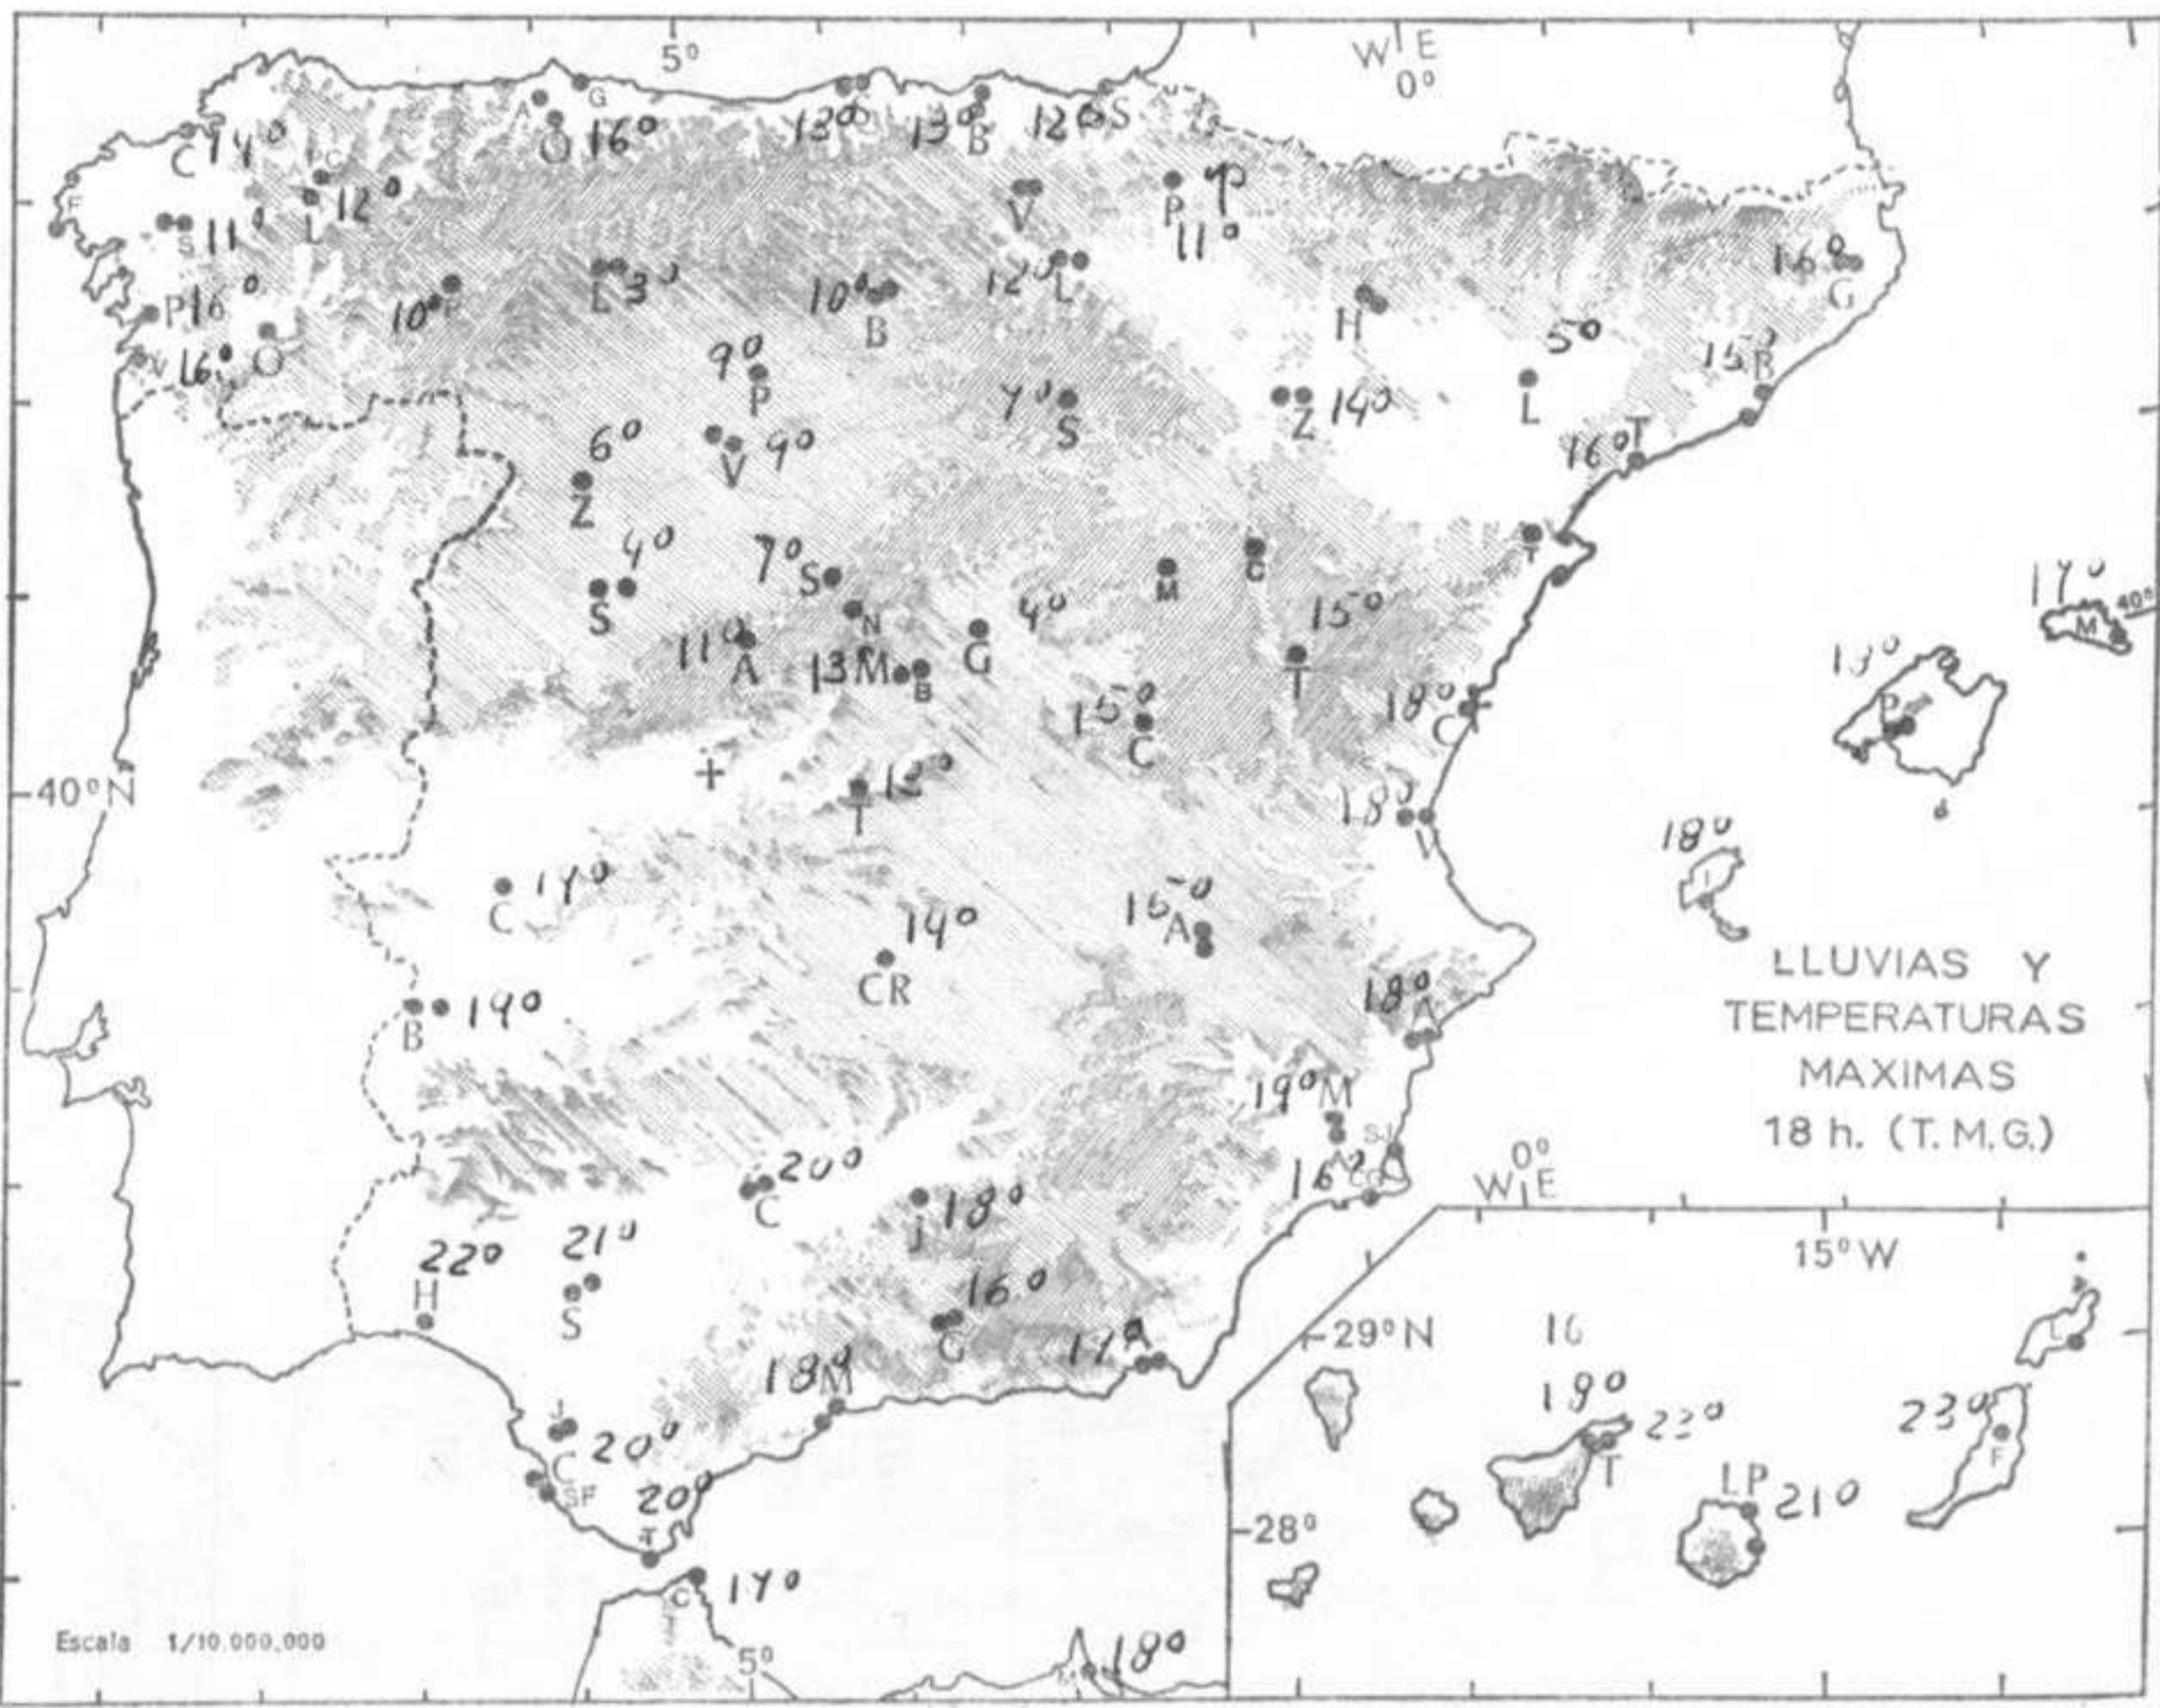 5°
W E
0°
C 14°
A
G
O 16°
13° S
13° B
12° S
F
C
L 12°
S 11°
V
P p
11°
P 16°
10°
L 3°
10° B
12° L
H
16° G
V 16°
O
9° P
7° S
Z 14°
5° L
15° B
16° T
6° Z
V 9°
4° S
7° S
N
11° A
13 M
B
4° G
M
C
T
15° T
15° C
18° C
17°
M
40°
P
40° N
T 12°
18° V
18°
I
C 17°
14° CR
15° A
LLUVIAS Y
TEMPERATURAS
MAXIMAS
18 h. (T.M.G.)
B 19°
18° A
19° M
SJ
16°
20° C
J 18°
0°
W E
22° H
21° S
16° G
17° A
18° M
15° W
29° N
16
19°
22°
T
L
23°
F
J
C 20°
SF
20°
T
LP 21°
28°
C 17°
5°
18°
Escala 1/10.000.000